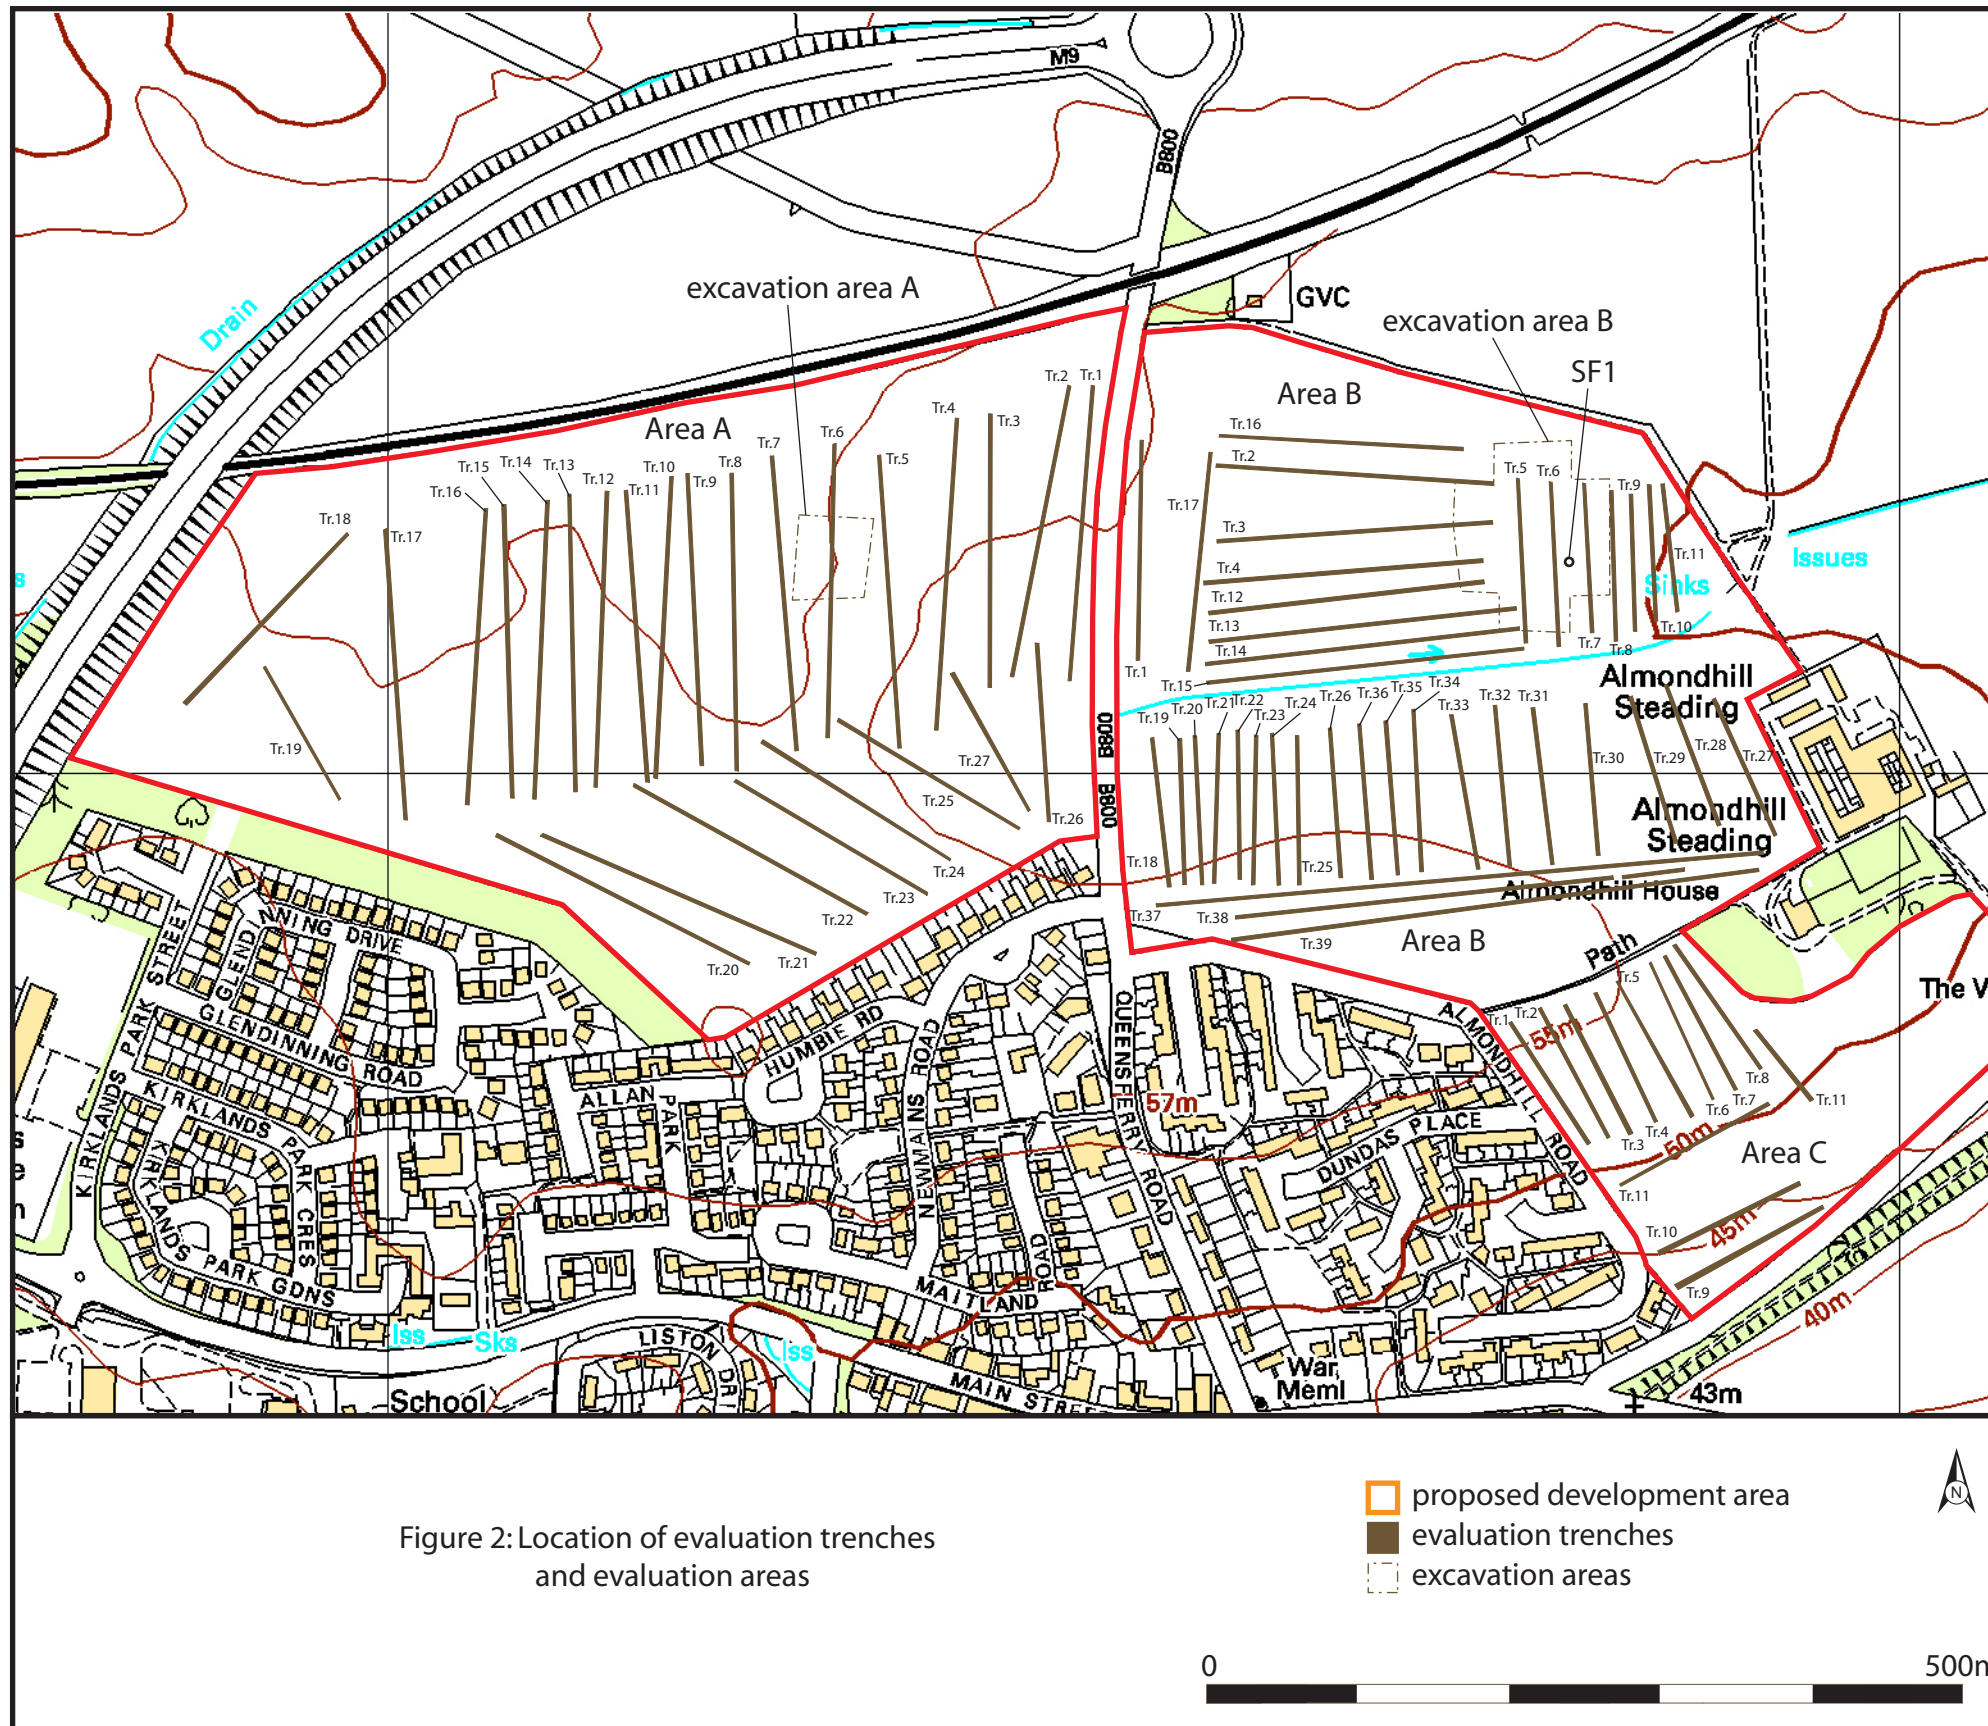 M9
B800
Drain
excavation area A
GVC
excavation area B
SF1
Area B
Area A
Tr.2
Tr.1
Tr.4
Tr.3
Tr.7
Tr.6
Tr.5
Tr.8
Tr.9
Tr.10
Tr.11
Tr.12
Tr.13
Tr.14
Tr.15
Tr.16
Tr.17
Tr.18
Tr.19
Tr.27
Tr.26
Tr.25
Tr.24
Tr.23
Tr.22
Tr.21
Tr.20
Tr.16
Tr.2
Tr.17
Tr.3
Tr.4
Tr.12
Tr.13
Tr.14
Tr.15
Tr.1
Tr.5
Tr.6
Tr.9
Tr.11
Tr.10
Tr.7
Tr.8
Sinks
Issues
Almondhill
Steading
B800
B800
Tr.19
Tr.20
Tr.21
Tr.22
Tr.23
Tr.24
Tr.26
Tr.36
Tr.35
Tr.34
Tr.33
Tr.32
Tr.31
Tr.30
Tr.29
Tr.28
Tr.27
Almondhill
Steading
Tr.18
Tr.25
Almondhill House
Tr.37
Tr.38
Tr.39
Area B
Path
The V
Tr.1
Tr.2
Tr.5
55m
Tr.8
Tr.7
Tr.6
Tr.11
Tr.4
Tr.3
50m
Area C
Tr.11
Tr.10
45m
Tr.9
40m
43m
KIRKLANDS PARK STREET
GLEND
NNING DRIVE
GLENDINNING ROAD
KIRKLANDS PARK CRES
KIRKLANDS PARK GDNS
ALLAN PARK
HUMBIE RD
NEWMAINS ROAD
QUEENSFERRY ROAD
57m
DUNDAS PLACE
ALMONDHILL ROAD
MAITLAND ROAD
LISTON DR
MAIN STREE
War
Meml
School
Iss
Sks
Iss
Figure 2: Location of evaluation trenches
and evaluation areas
proposed development area
evaluation trenches
excavation areas
N
0
500m